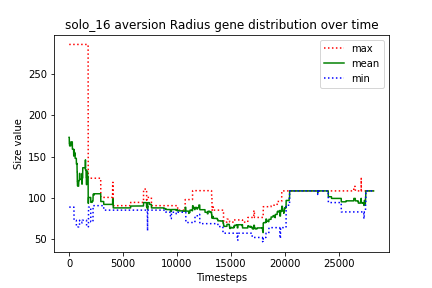 solo_16 aversion Radius gene distribution over time
max
mean
min
Size value
250
200
150
100
50
0
5000
10000
15000
20000
25000
Timesteps